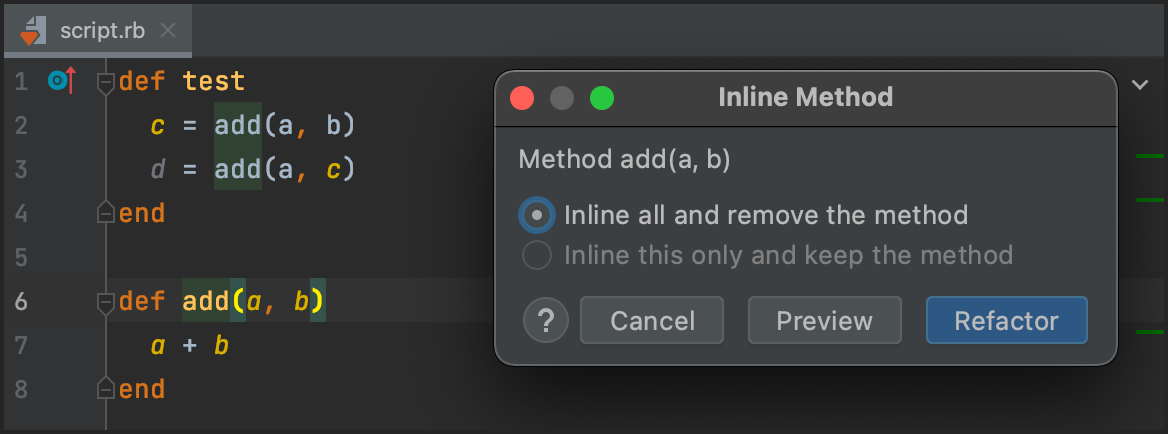 script.rb
1 def test
2 c = add(a, b)
3 d = add(a, c)
4 end
5
6 def add(a, b)
7 a + b
8 end
Inline Method
Method add(a, b)
Inline all and remove the method
Inline this only and keep the method
? Cancel Preview Refactor